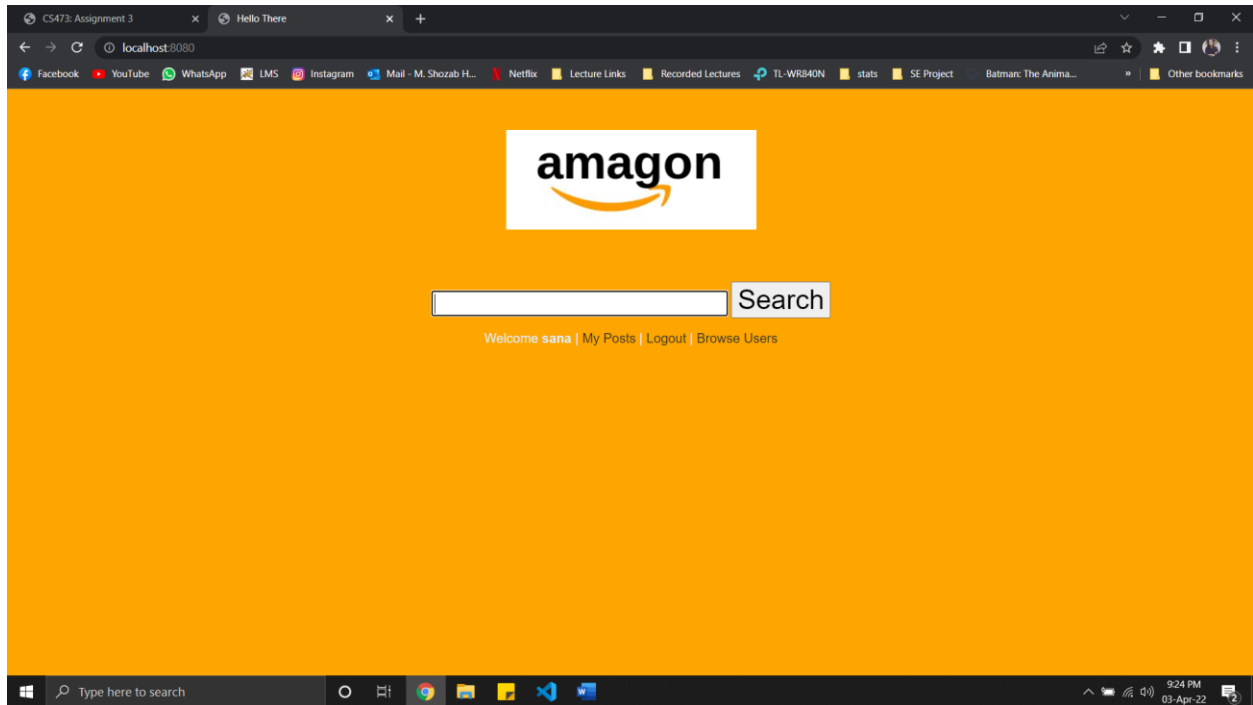 CS473: Assignment 3 Hello There
localhost:8080
Facebook YouTube WhatsApp LMS Instagram Mail - M. Shozab H... Netflix Lecture Links Recorded Lectures TL-WR840N stats SE Project Batman: The Anima... » Other bookmarks
amagon
Search
Welcome sana | My Posts | Logout | Browse Users
Type here to search
9:24 PM
03-Apr-22
2